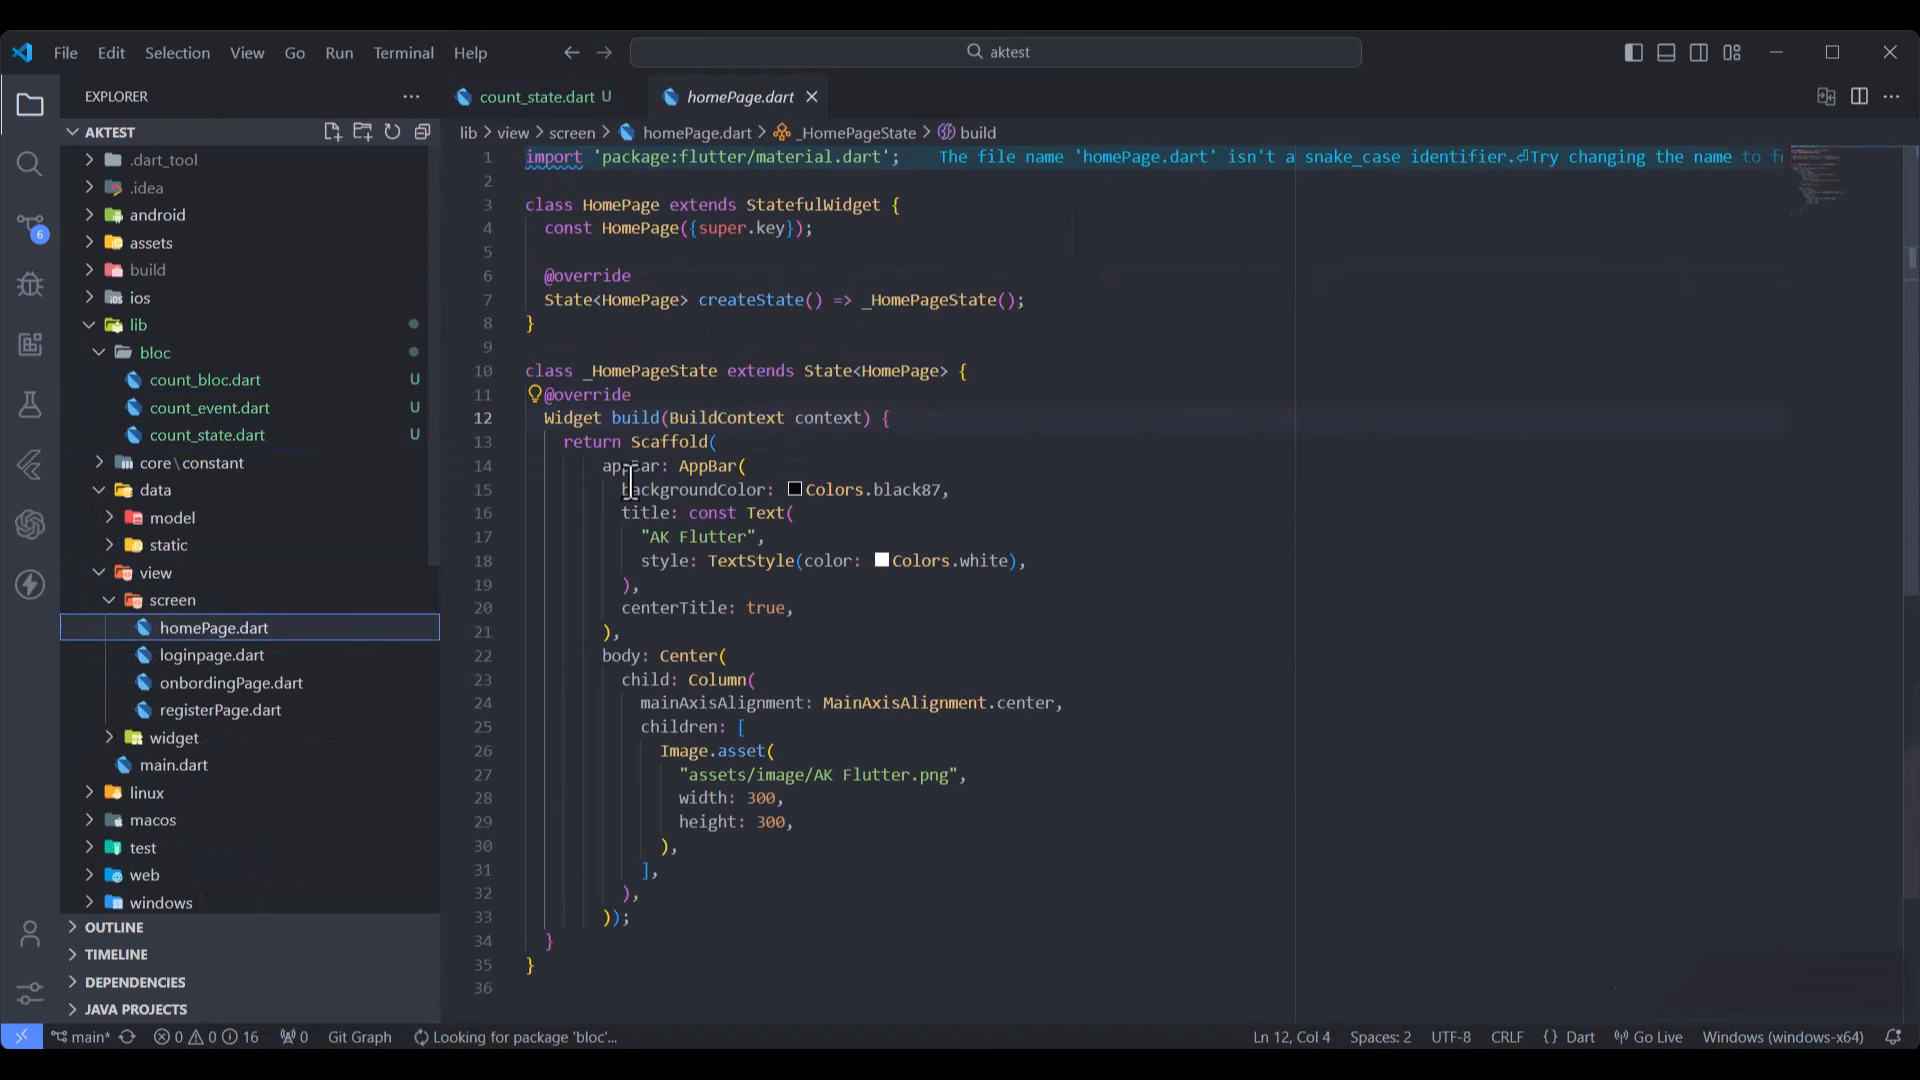 File Edit Selection View Go Run Terminal Help
aktest
EXPLORER
count_state.dart U
homePage.dart
AKTEST
lib > view > screen > homePage.dart > _HomePageState > build
.dart_tool
.idea
android
assets
build
ios
lib
bloc
count_bloc.dart U
count_event.dart U
count_state.dart U
core\constant
data
model
static
view
screen
homePage.dart
loginpage.dart
onbordingPage.dart
registerPage.dart
widget
main.dart
linux
macos
test
web
windows
OUTLINE
TIMELINE
DEPENDENCIES
JAVA PROJECTS
6
1 import 'package:flutter/material.dart'; The file name 'homePage.dart' isn't a snake_case identifier.⏎Try changing the name to
2
3 class HomePage extends StatefulWidget {
4 const HomePage({super.key});
5
6 @override
7 State<HomePage> createState() => _HomePageState();
8 }
9
10 class _HomePageState extends State<HomePage> {
11 @override
12 Widget build(BuildContext context) {
13 return Scaffold(
14 appBar: AppBar(
15 backgroundColor: Colors.black87,
16 title: const Text(
17 "AK Flutter",
18 style: TextStyle(color: Colors.white),
19 ),
20 centerTitle: true,
21 ),
22 body: Center(
23 child: Column(
24 mainAxisAlignment: MainAxisAlignment.center,
25 children: [
26 Image.asset(
27 "assets/image/AK Flutter.png",
28 width: 300,
29 height: 300,
30 ),
31 ],
32 ),
33 ));
34 }
35 }
36
main* 0 0 16 0 Git Graph Looking for package 'bloc'... Ln 12, Col 4 Spaces: 2 UTF-8 CRLF {} Dart Go Live Windows (windows-x64)